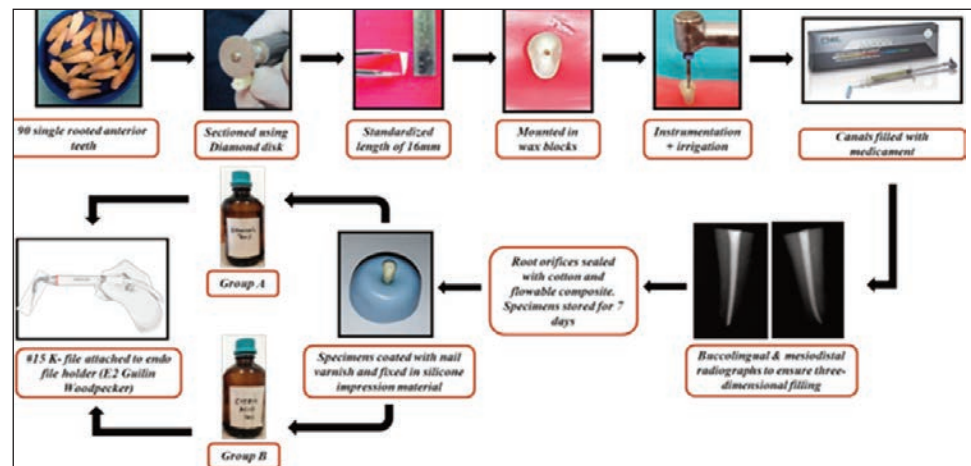 90 single rooted anterior
teeth
Sectioned using
Diamond disk
Standardized
length of 16mm
Mounted in
wax blocks
Instrumentation
+ irrigation
Canals filled with
medicament
Buccolingual & mesiodistal
radiographs to ensure three-
dimensional filling
Root orifices sealed
with cotton and
flowable composite.
Specimens stored for 7
days
Specimens coated with nail
varnish and fixed in silicone
impression material
Group A
CITRIC
ACID
Group B
#15 K- file attached to endo
file holder (E2 Guilin
Woodpecker)